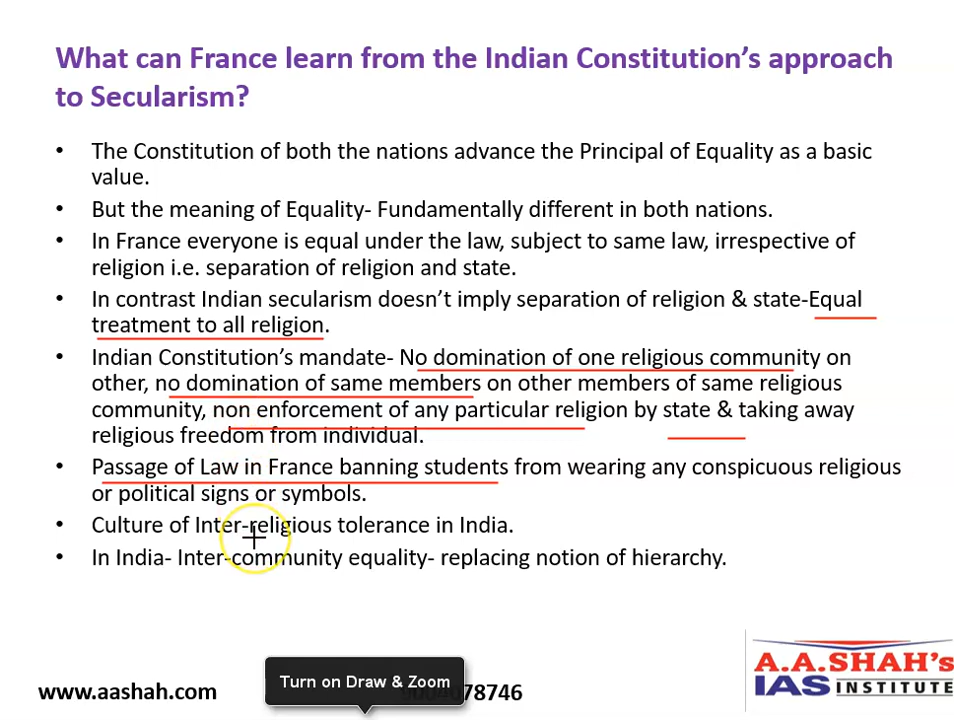 What can France learn from the Indian Constitution's approach
to Secularism?
• The Constitution of both the nations advance the Principal of Equality as a basic
value.
• But the meaning of Equality- Fundamentally different in both nations.
• In France everyone is equal under the law, subject to same law, irrespective of
religion i.e. separation of religion and state.
• In contrast Indian secularism doesn't imply separation of religion & state-Equal
treatment to all religion.
• Indian Constitution's mandate- No domination of one religious community on
other, no domination of same members on other members of same religious
community, non enforcement of any particular religion by state & taking away
religious freedom from individual.
• Passage of Law in France banning students from wearing any conspicuous religious
or political signs or symbols.
• Culture of Inter-religious tolerance in India.
• In India- Inter-community equality- replacing notion of hierarchy.
A.A.SHAH's
IAS INSTITUTE
Turn on Draw & Zoom
www.aashah.com 78746